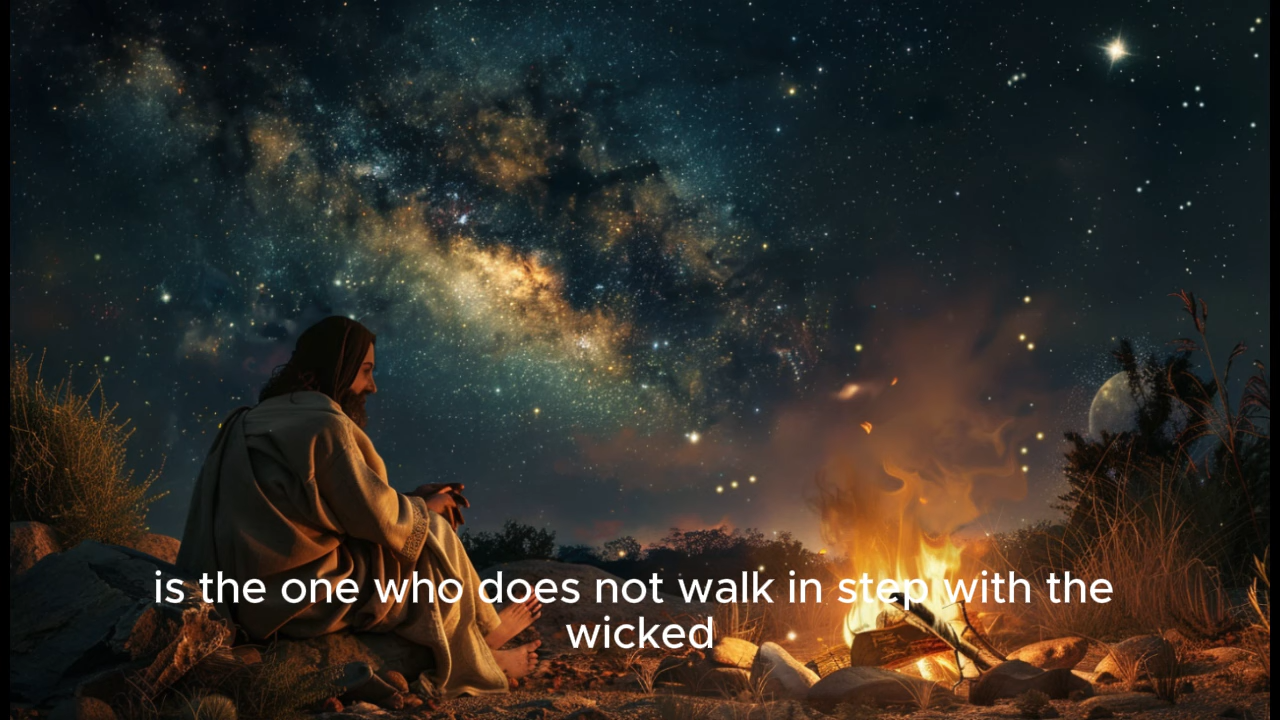 is the one who does not walk in step with the
wicked